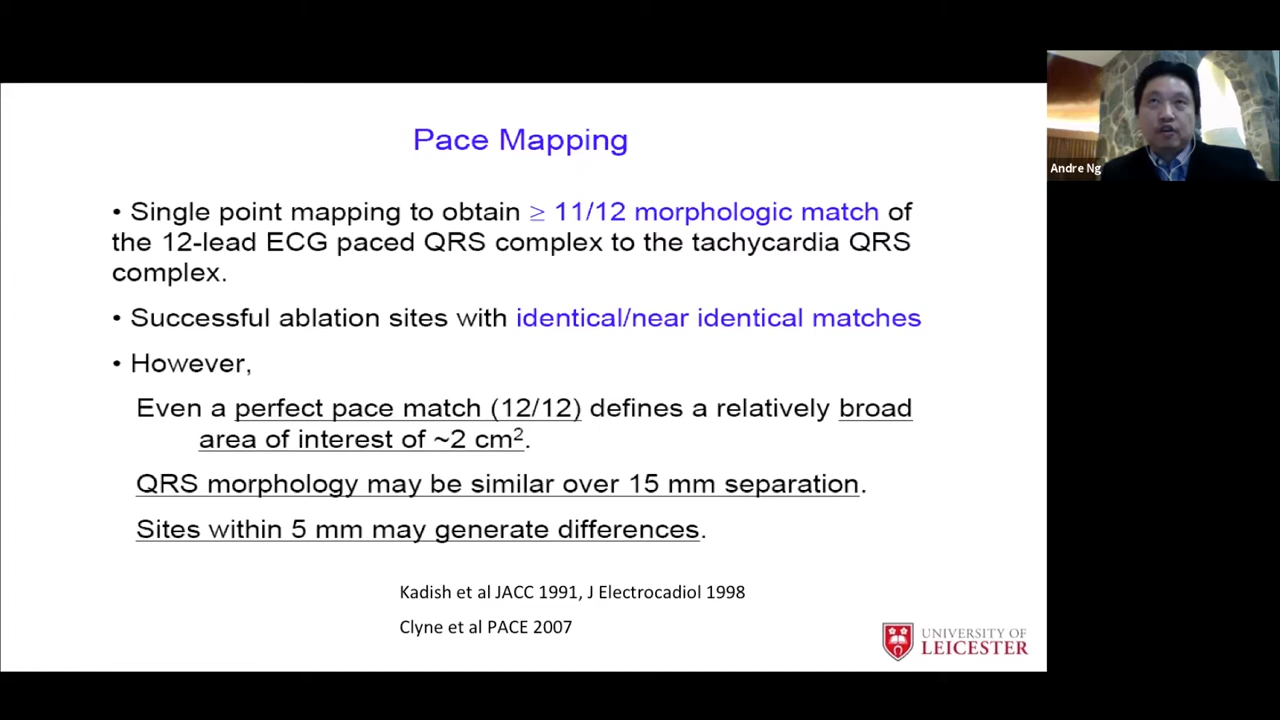 Pace Mapping
• Single point mapping to obtain ≥ 11/12 morphologic match of
the 12-lead ECG paced QRS complex to the tachycardia QRS
complex.
• Successful ablation sites with identical/near identical matches
• However,
Even a perfect pace match (12/12) defines a relatively broad
area of interest of ~2 cm².
QRS morphology may be similar over 15 mm separation.
Sites within 5 mm may generate differences.
Kadish et al JACC 1991, J Electrocadiol 1998
Clyne et al PACE 2007
UNIVERSITY OF
LEICESTER
Andre Ng